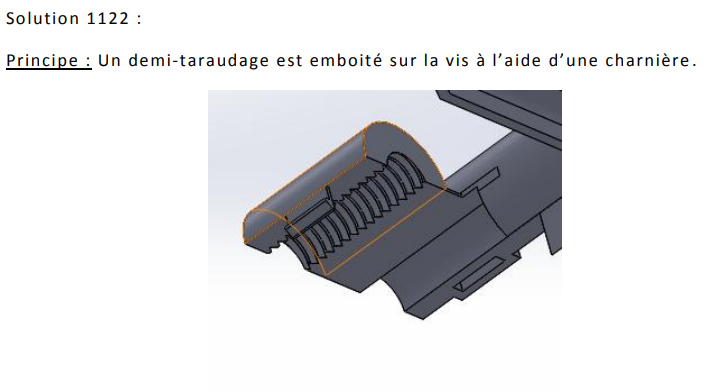 Solution 1122 :
Principe : Un demi-taraudage est emboité sur la vis à l’aide d’une charnière.